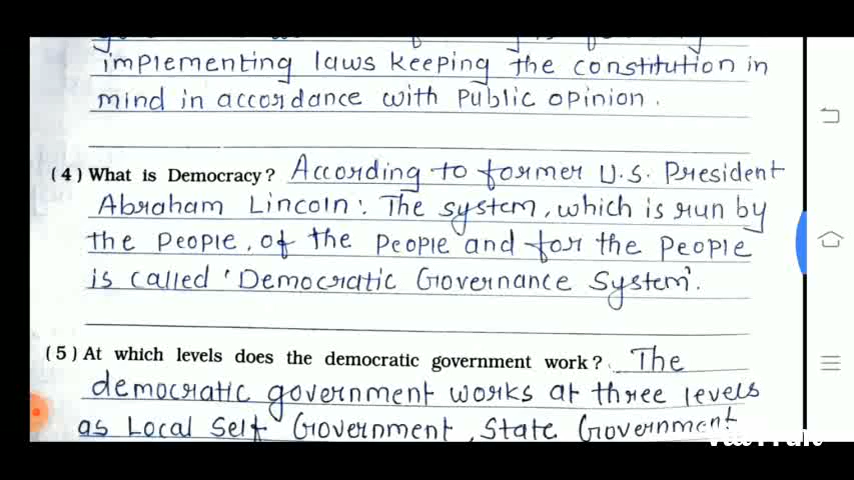 implementing laws keeping the constitution in
mind in accordance with Public opinion.
(4) What is Democracy? According to former U.S. President
Abraham Lincoln: The system, which is run by
the People, of the People and for the People
is called 'Democratic Governance System'.
(5) At which levels does the democratic government work? The
democratic government works at three levels
as Local Self Government, State Government